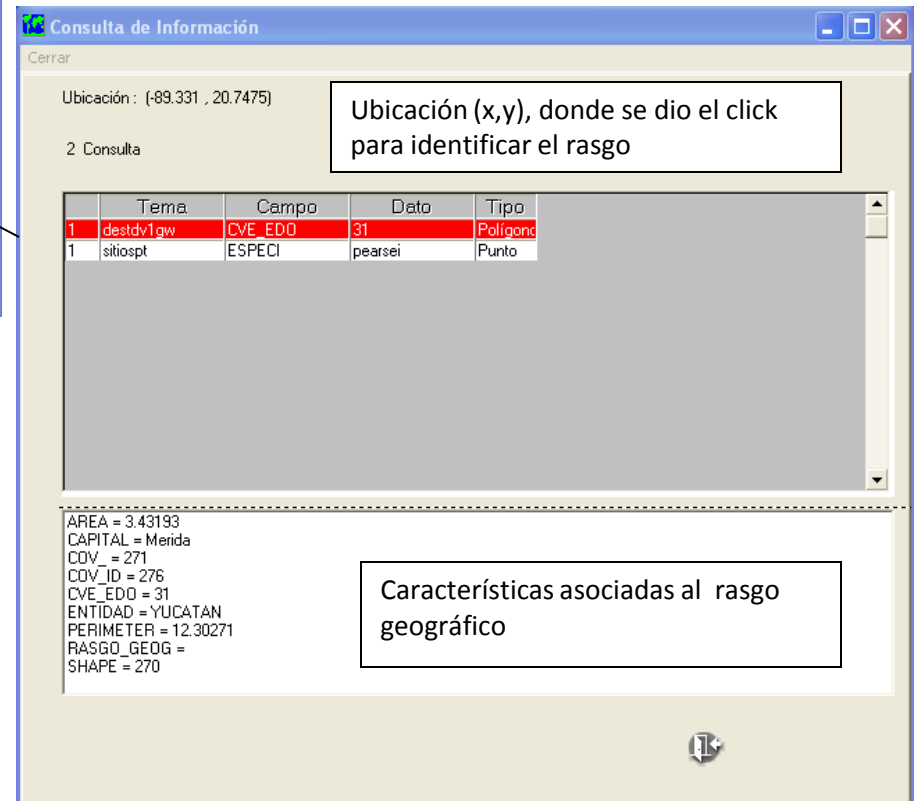 Consulta de Información
Cerrar
Ubicación : (-89.331 , 20.7475)
Ubicación (x,y), donde se dio el click
para identificar el rasgo
2 Consulta
Tema Campo Dato Tipo
1 destdv1gw CVE_EDO 31 Polígono
1 sitiospt ESPECI pearsei Punto
AREA = 3.43193
CAPITAL = Merida
COV_ = 271
COV_ID = 276
CVE_EDO = 31
ENTIDAD = YUCATAN
PERIMETER = 12.30271
RASGO_GEOG =
SHAPE = 270
Características asociadas al rasgo
geográfico